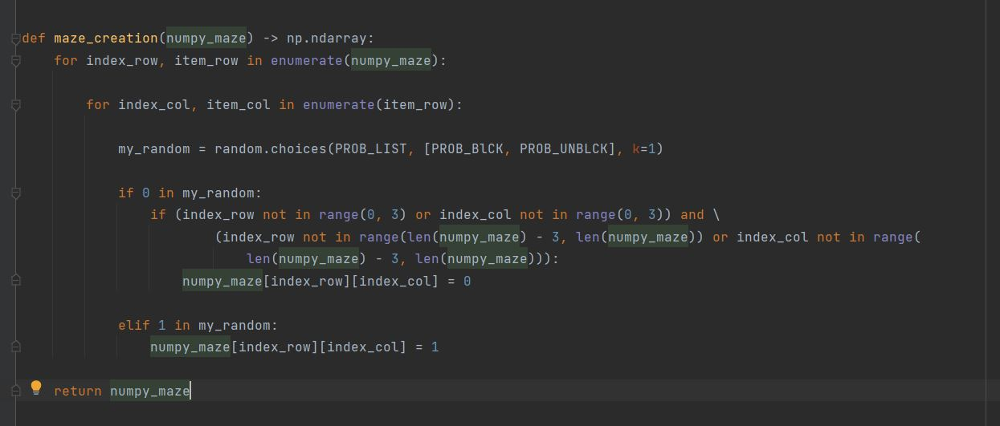 def maze_creation(numpy_maze) -> np.ndarray:
    for index_row, item_row in enumerate(numpy_maze):
        for index_col, item_col in enumerate(item_row):
            my_random = random.choices(PROB_LIST, [PROB_BlCK, PROB_UNBLCK], k=1)
            if 0 in my_random:
                if (index_row not in range(0, 3) or index_col not in range(0, 3)) and \
                        (index_row not in range(len(numpy_maze) - 3, len(numpy_maze)) or index_col not in range(
                            len(numpy_maze) - 3, len(numpy_maze))):
                    numpy_maze[index_row][index_col] = 0
            elif 1 in my_random:
                numpy_maze[index_row][index_col] = 1
    return numpy_maze